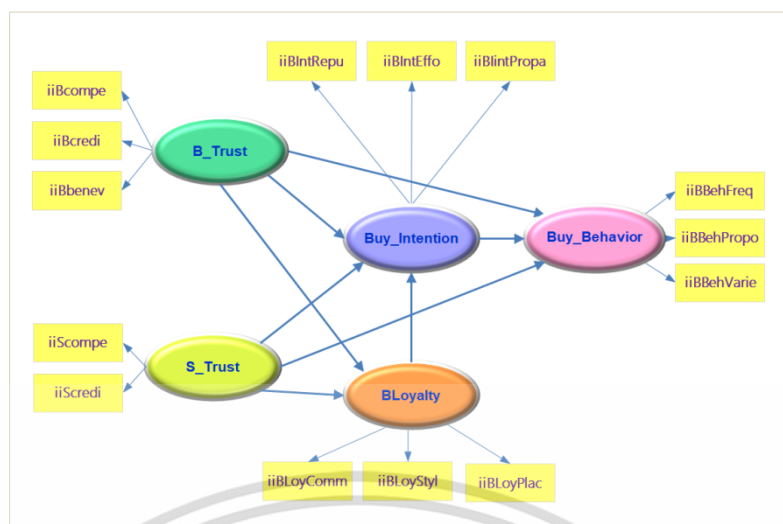 iiBIntRepu
iiBIntEffo
iiBIintPropa
iiBcompe
iiBcredi
iiBbenev
B_Trust
Buy_Intention
Buy_Behavior
iiBBehFreq
iiBBehPropo
iiBBehVarie
iiScompe
iiScredi
S_Trust
BLoyalty
iiBLoyComm
iiBLoyStyl
iiBLoyPlac